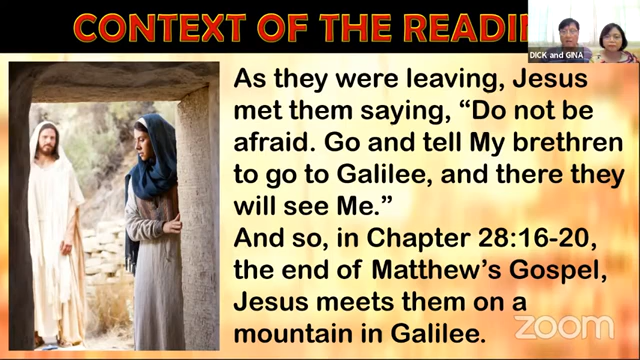 CONTEXT OF THE READI
DICK and GINA
As they were leaving, Jesus
met them saying, “Do not be
afraid. Go and tell My brethren
to go to Galilee, and there they
will see Me.”
And so, in Chapter 28:16-20,
the end of Matthew’s Gospel,
Jesus meets them on a
mountain in Galilee.
zoom